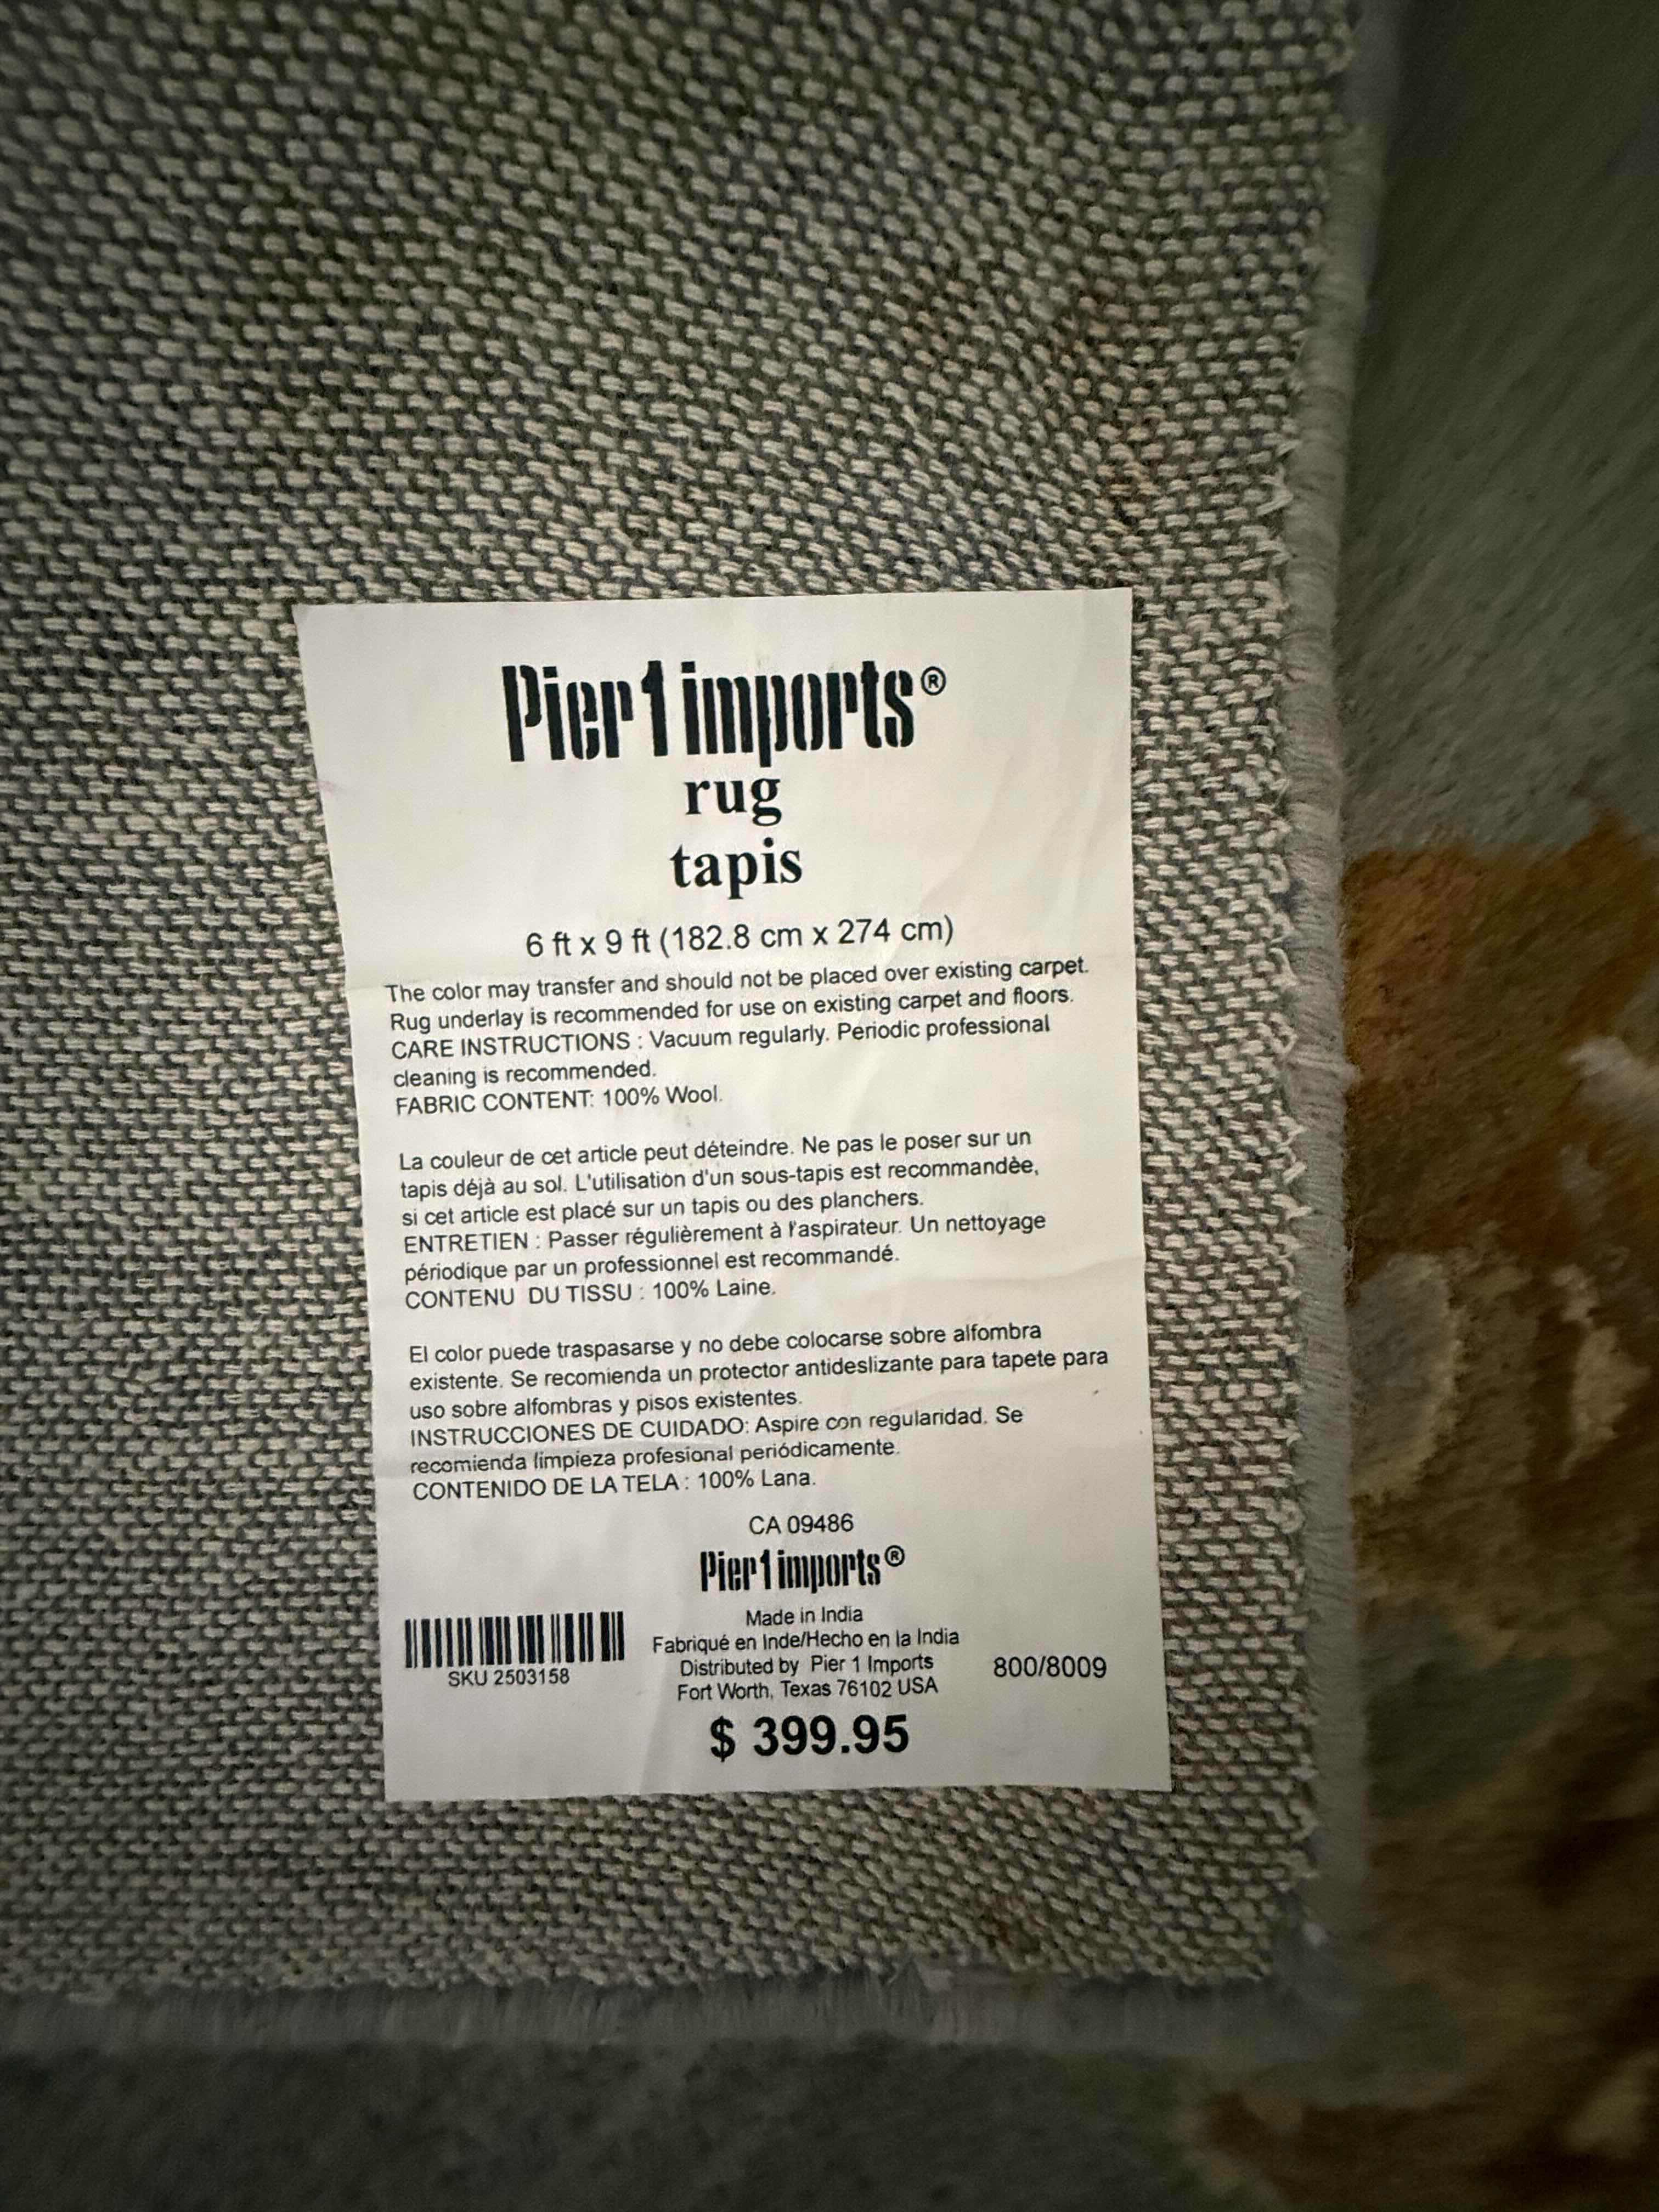 Pier 1 imports®
rug
tapis
6 ft x 9 ft (182.8 cm x 274 cm)
The color may transfer and should not be placed over existing carpet.
Rug underlay is recommended for use on existing carpet and floors.
CARE INSTRUCTIONS : Vacuum regularly. Periodic professional
cleaning is recommended.
FABRIC CONTENT: 100% Wool.
La couleur de cet article peut déteindre. Ne pas le poser sur un
tapis déjà au sol. L'utilisation d'un sous-tapis est recommandèe,
si cet article est placé sur un tapis ou des planchers.
ENTRETIEN : Passer régulièrement à l'aspirateur. Un nettoyage
périodique par un professionnel est recommandé.
CONTENU DU TISSU : 100% Laine.
El color puede traspasarse y no debe colocarse sobre alfombra
existente. Se recomienda un protector antideslizante para tapete para
uso sobre alfombras y pisos existentes.
INSTRUCCIONES DE CUIDADO: Aspire con regularidad. Se
recomienda limpieza profesional periódicamente.
CONTENIDO DE LA TELA : 100% Lana.
CA 09486
Pier 1 imports®
Made in India
Fabriqué en Inde/Hecho en la India
Distributed by Pier 1 Imports
Fort Worth, Texas 76102 USA
SKU 2503158
800/8009
$ 399.95